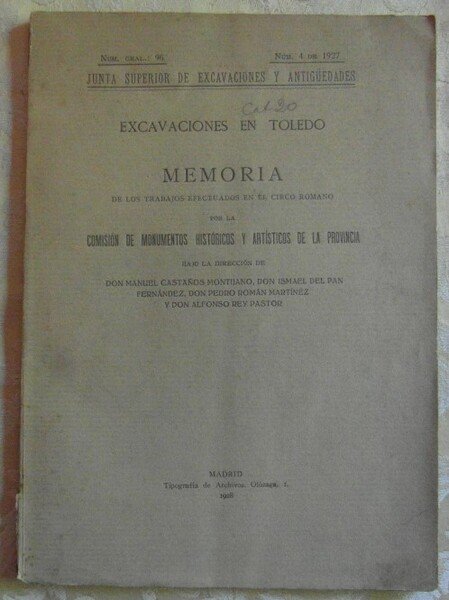 NÚM. GRAL.: 96 NÚM. 4 DE 1927
JUNTA SUPERIOR DE EXCAVACIONES Y ANTIGÜEDADES
Cat 20
EXCAVACIONES EN TOLEDO
MEMORIA
DE LOS TRABAJOS EFECTUADOS EN EL CIRCO ROMANO
POR LA
COMISIÓN DE MONUMENTOS HISTÓRICOS Y ARTÍSTICOS DE LA PROVINCIA
BAJO LA DIRECCIÓN DE
DON MANUEL CASTAÑOS MONTIJANO, DON ISMAEL DEL PAN
FERNÁNDEZ, DON PEDRO ROMÁN MARTÍNEZ
Y DON ALFONSO REY PASTOR
MADRID
Tipografía de Archivos. Olózaga, 1.
1928